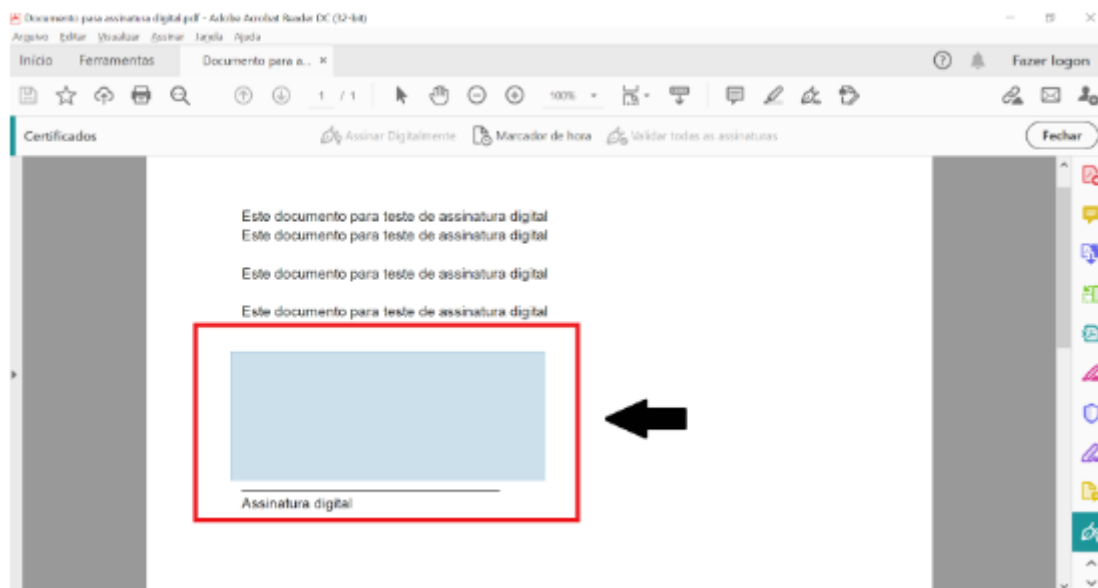 Documento para assinatura digital.pdf - Adobe Acrobat Reader DC (32-bit)
Arquivo Editar Visualizar Assinar Janela Ajuda
Início Ferramentas Documento para a... × Fazer logon
1 / 1 100%
Certificados Assinar Digitalmente Marcador de hora Validar todas as assinaturas Fechar
Este documento para teste de assinatura digital
Este documento para teste de assinatura digital
Este documento para teste de assinatura digital
Este documento para teste de assinatura digital
Assinatura digital